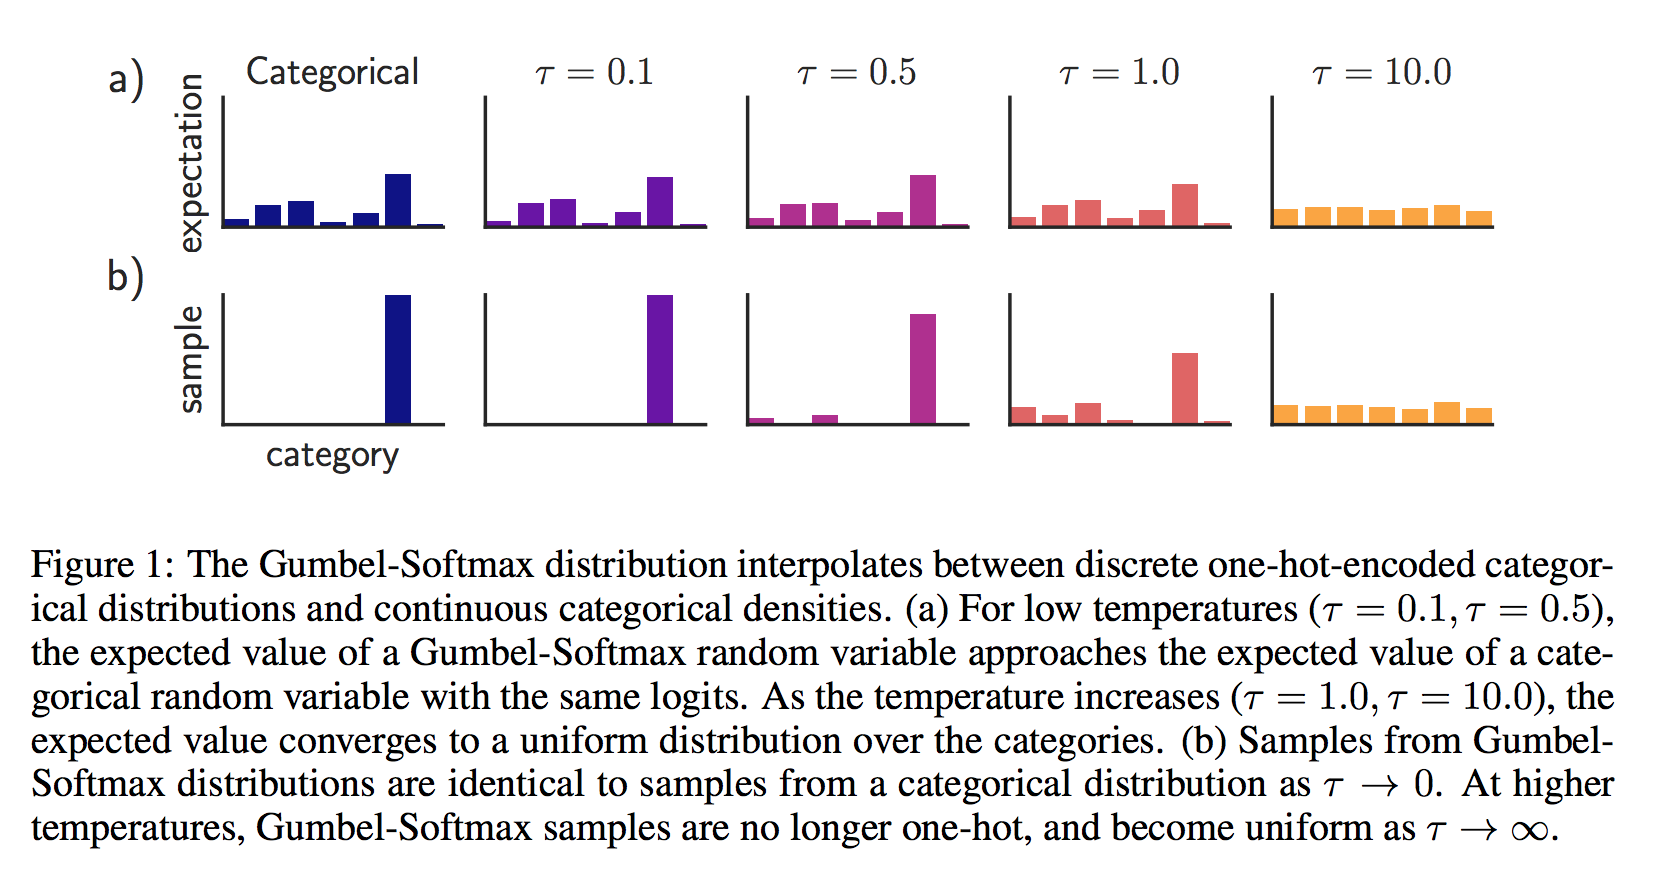 a)
Categorical
τ = 0.1
τ = 0.5
τ = 1.0
τ = 10.0
expectation
b)
sample
category
Figure 1: The Gumbel-Softmax distribution interpolates between discrete one-hot-encoded categor-
ical distributions and continuous categorical densities. (a) For low temperatures (τ = 0.1, τ = 0.5),
the expected value of a Gumbel-Softmax random variable approaches the expected value of a cate-
gorical random variable with the same logits. As the temperature increases (τ = 1.0, τ = 10.0), the
expected value converges to a uniform distribution over the categories. (b) Samples from Gumbel-
Softmax distributions are identical to samples from a categorical distribution as τ → 0. At higher
temperatures, Gumbel-Softmax samples are no longer one-hot, and become uniform as τ → ∞.